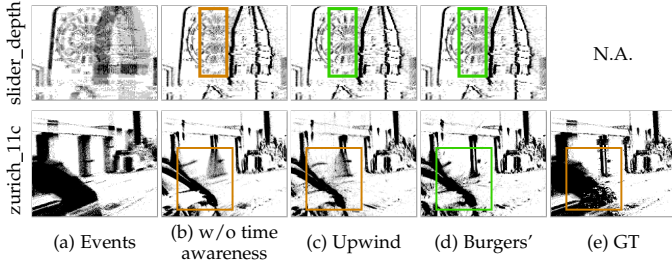 slider_depth
N.A.
zurich_11c
(a) Events
(b) w/o time
awareness
(c) Upwind
(d) Burgers’
(e) GT